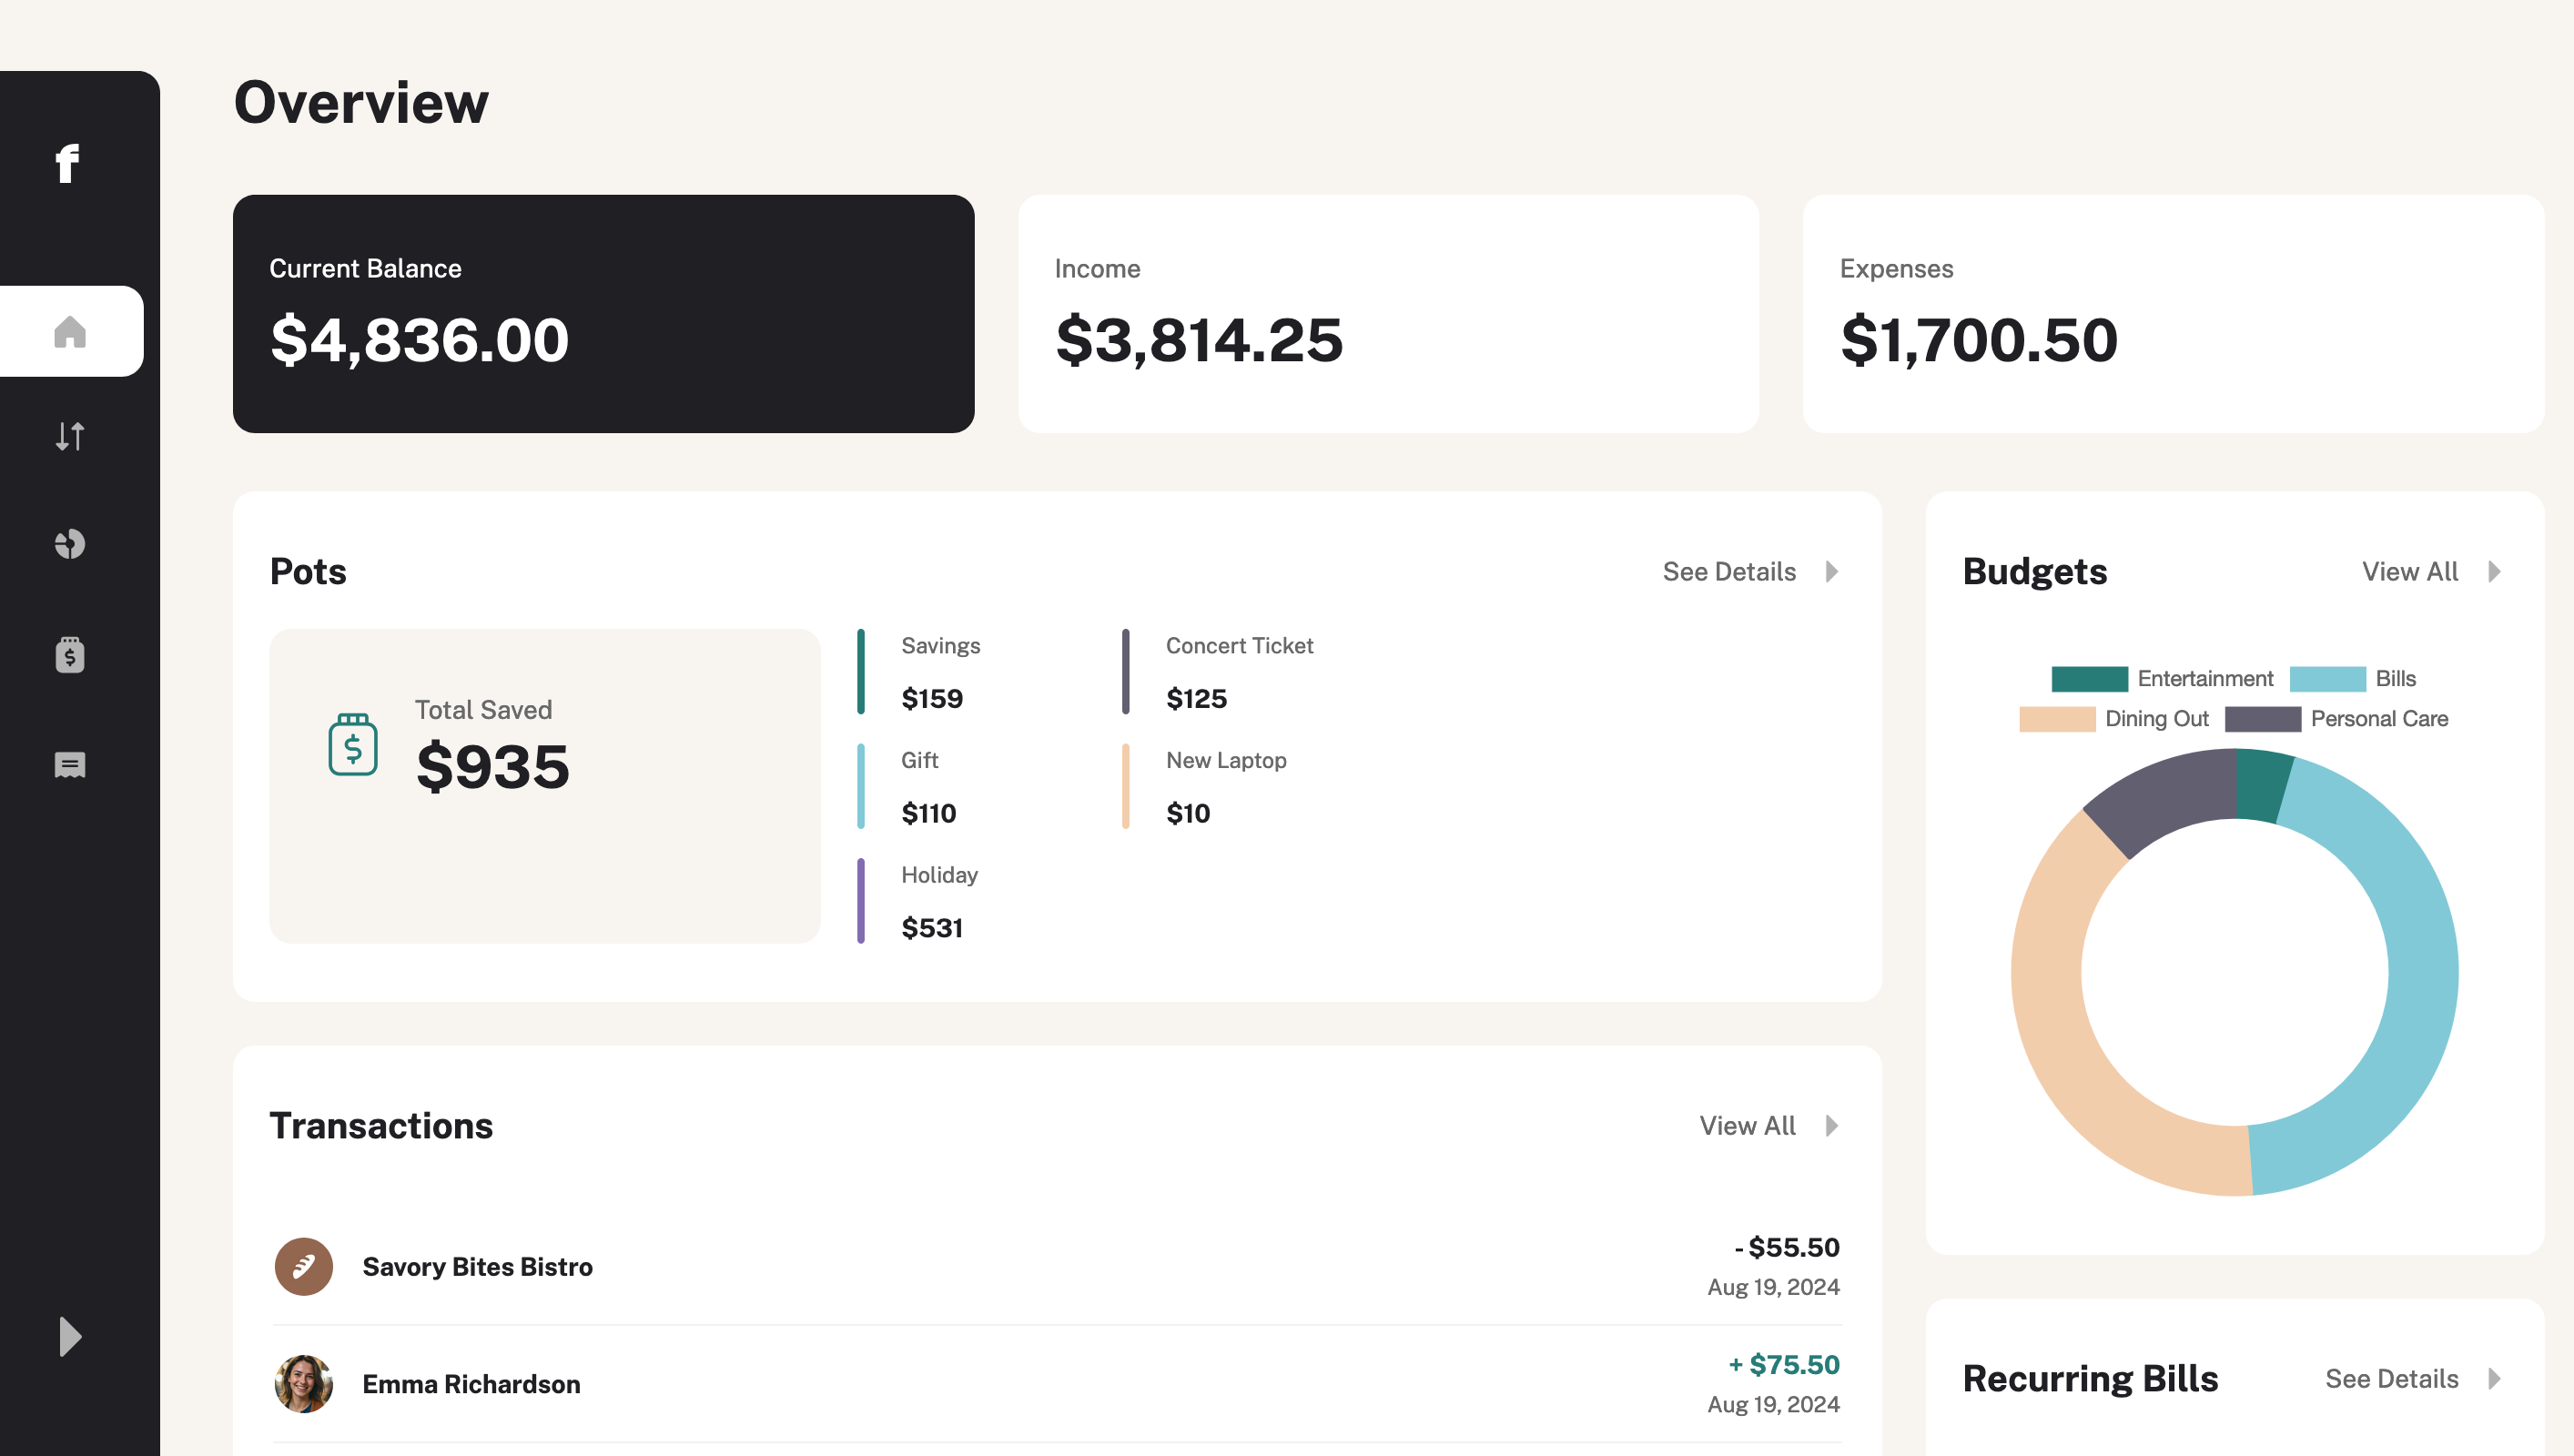 f
Overview
Current Balance
$4,836.00
Income
$3,814.25
Expenses
$1,700.50
Pots
See Details
Total Saved
$935
Savings
$159
Concert Ticket
$125
Gift
$110
New Laptop
$10
Holiday
$531
Budgets
View All
Entertainment Bills
Dining Out Personal Care
Transactions
View All
Savory Bites Bistro
- $55.50
Aug 19, 2024
Emma Richardson
+ $75.50
Aug 19, 2024
Recurring Bills
See Details